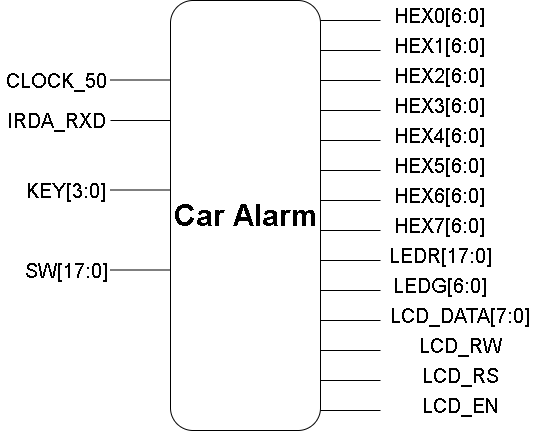 HEX0[6:0]
HEX1[6:0]
CLOCK_50
HEX2[6:0]
HEX3[6:0]
IRDA_RXD
HEX4[6:0]
HEX5[6:0]
KEY[3:0]
HEX6[6:0]
Car Alarm
HEX7[6:0]
LEDR[17:0]
SW[17:0]
LEDG[6:0]
LCD_DATA[7:0]
LCD_RW
LCD_RS
LCD_EN